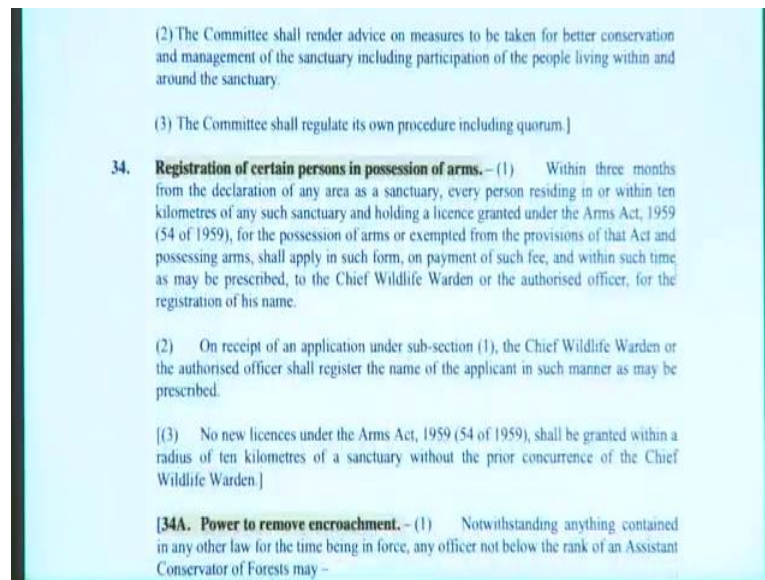 (2) The Committee shall render advice on measures to be taken for better conservation
and management of the sanctuary including participation of the people living within and
around the sanctuary.
(3) The Committee shall regulate its own procedure including quorum.]
34. Registration of certain persons in possession of arms. – (1) Within three months
from the declaration of any area as a sanctuary, every person residing in or within ten
kilometres of any such sanctuary and holding a licence granted under the Arms Act, 1959
(54 of 1959), for the possession of arms or exempted from the provisions of that Act and
possessing arms, shall apply in such form, on payment of such fee, and within such time
as may be prescribed, to the Chief Wildlife Warden or the authorised officer, for the
registration of his name.
(2) On receipt of an application under sub-section (1), the Chief Wildlife Warden or
the authorised officer shall register the name of the applicant in such manner as may be
prescribed.
[(3) No new licences under the Arms Act, 1959 (54 of 1959), shall be granted within a
radius of ten kilometres of a sanctuary without the prior concurrence of the Chief
Wildlife Warden.]
[34A. Power to remove encroachment. – (1) Notwithstanding anything contained
in any other law for the time being in force, any officer not below the rank of an Assistant
Conservator of Forests may –